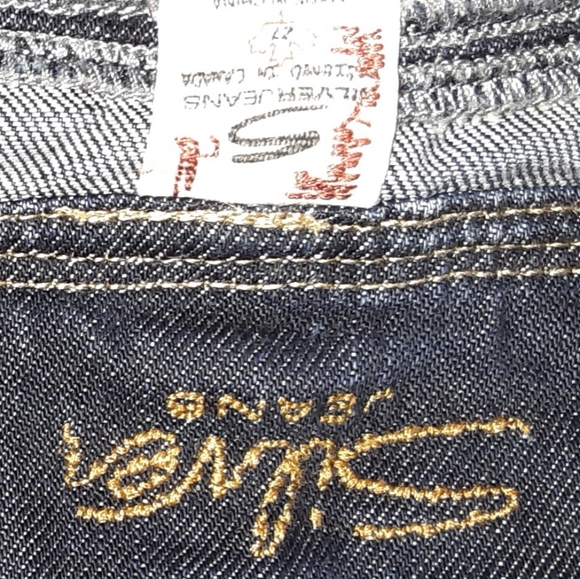 Silver
JEANS
S
SILVER JEANS
DESIGNED IN CANADA
27